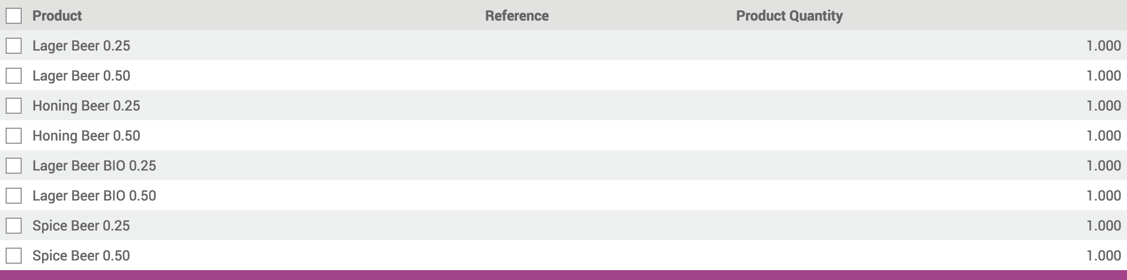 Product Reference Product Quantity
Lager Beer 0.25 1.000
Lager Beer 0.50 1.000
Honing Beer 0.25 1.000
Honing Beer 0.50 1.000
Lager Beer BIO 0.25 1.000
Lager Beer BIO 0.50 1.000
Spice Beer 0.25 1.000
Spice Beer 0.50 1.000